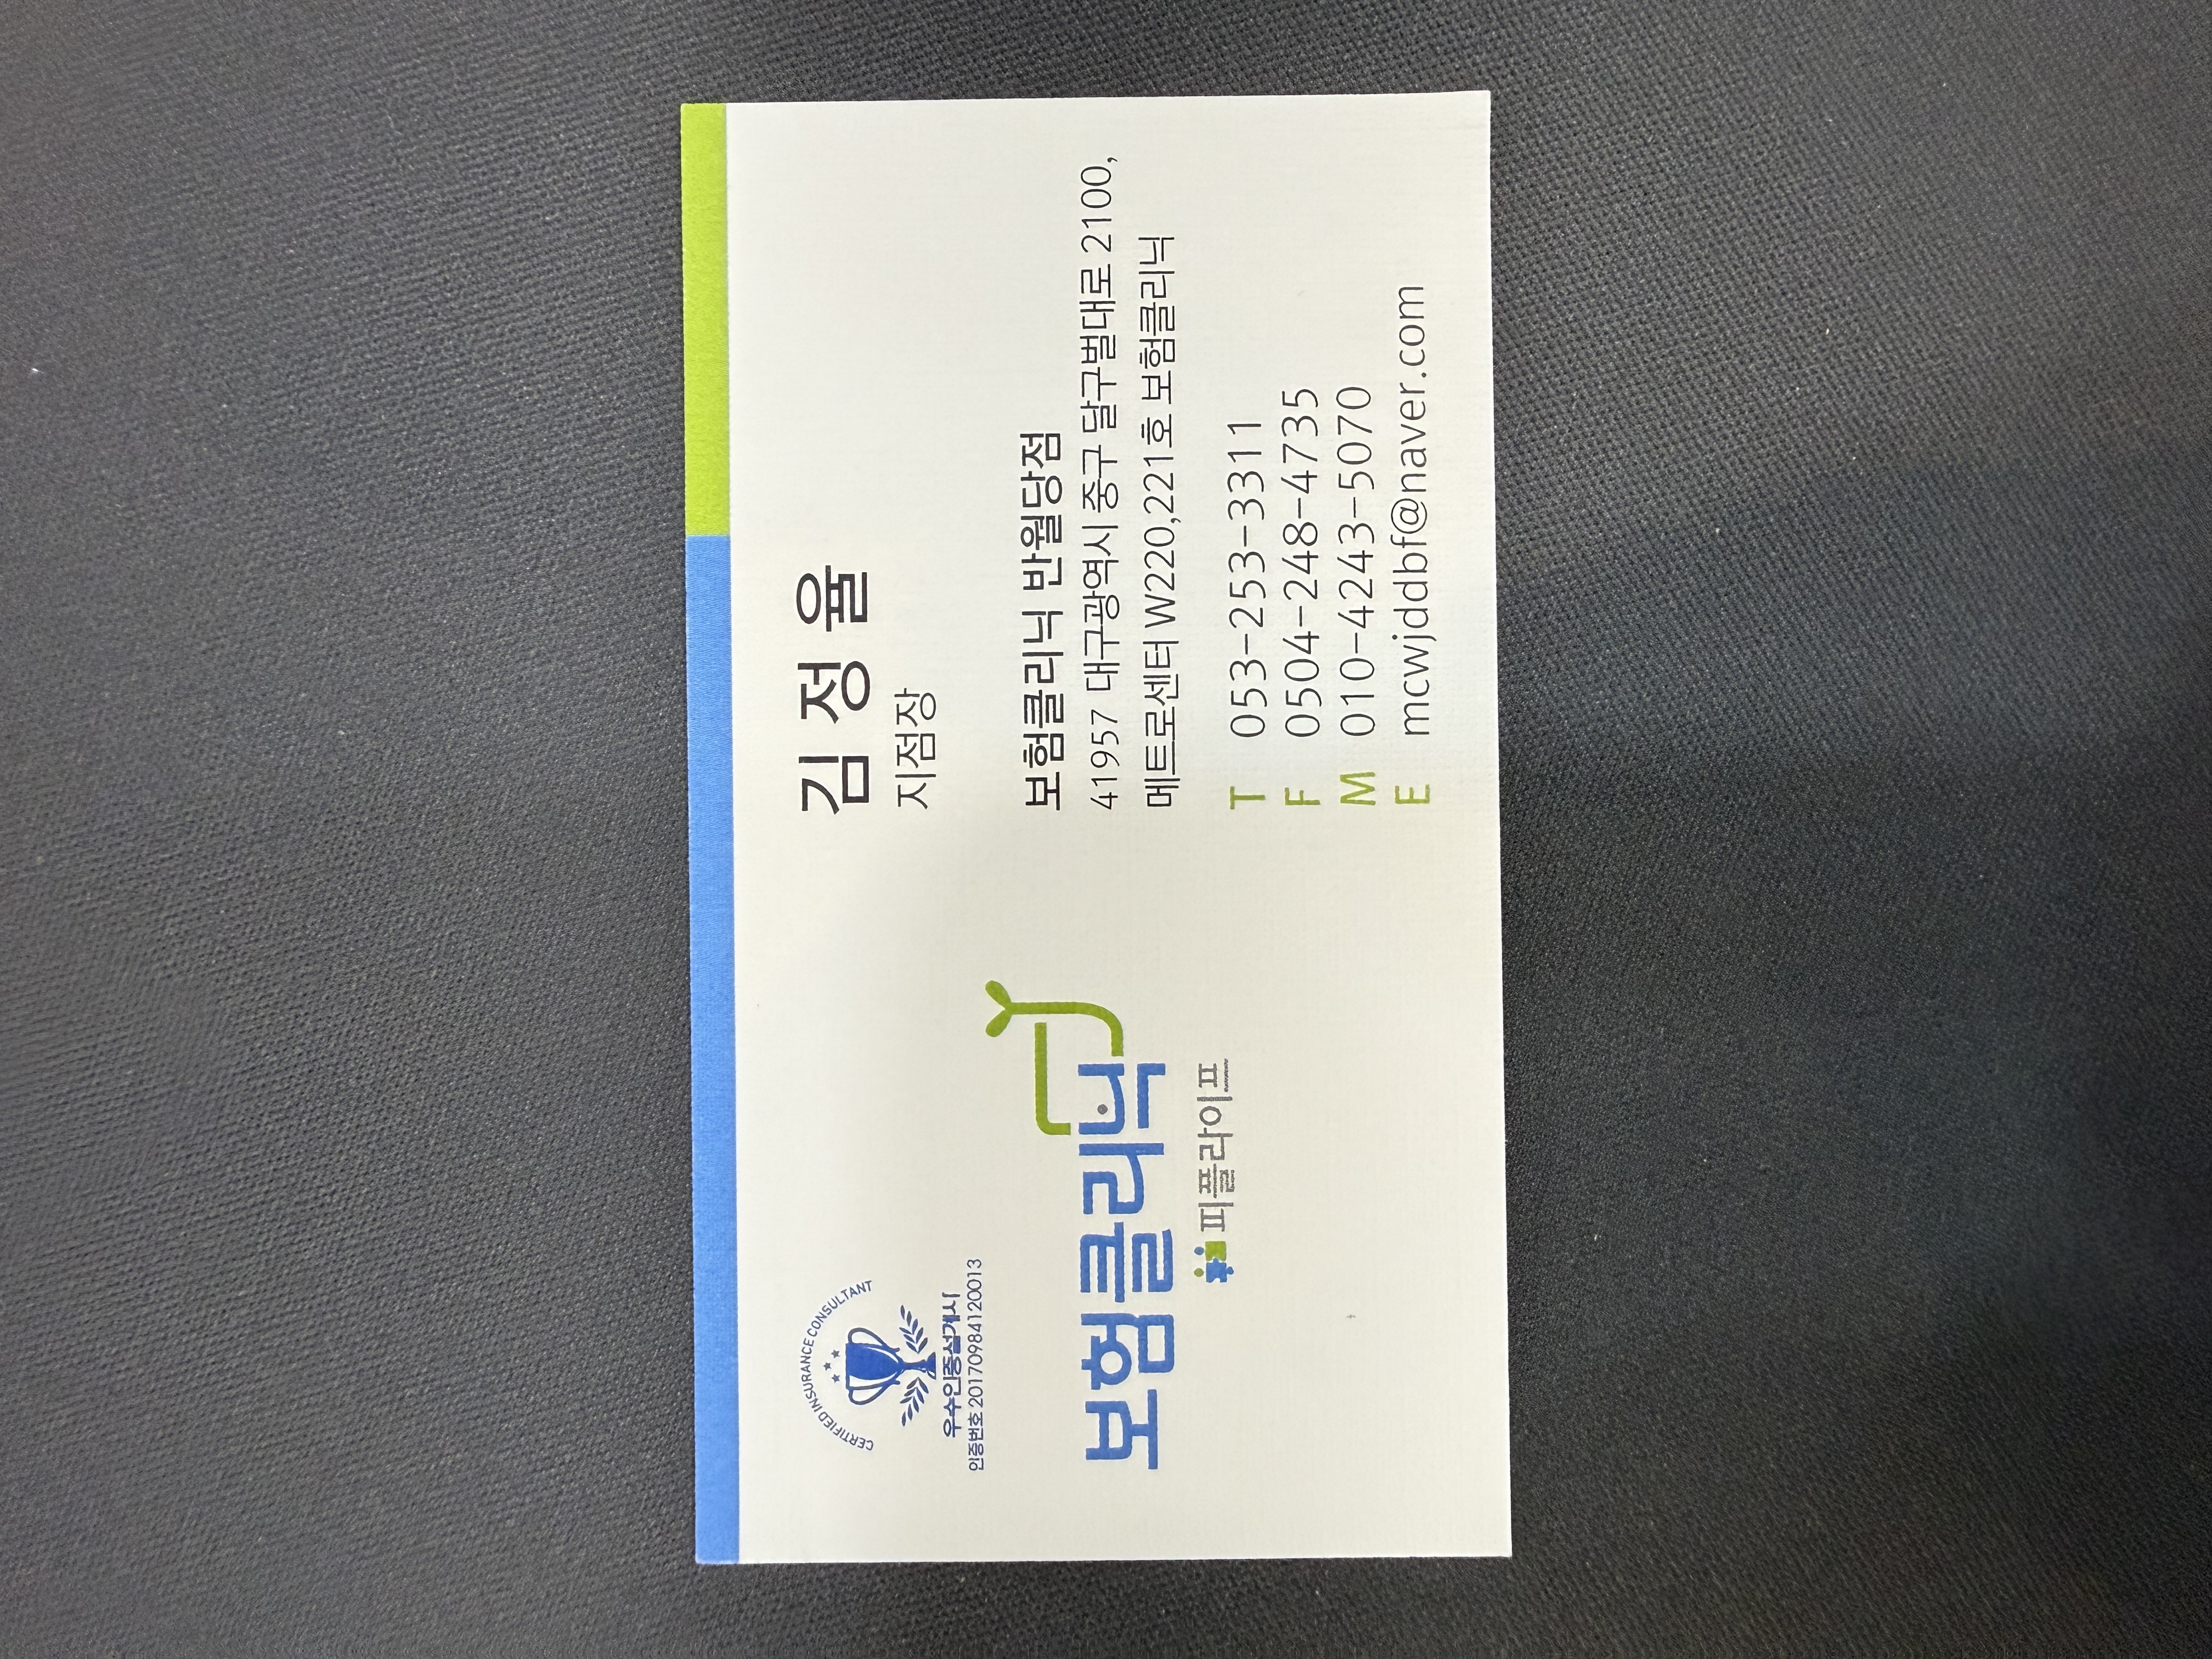 CERTIFIED INSURANCE CONSULTANT
우수인증설계사
인증번호 20170984120013
보험클리닉
피플라이프
김정율
지점장
보험클리닉 반월당점
41957 대구광역시 중구 달구벌대로 2100,
메트로센터 W220,221호 보험클리닉
T 053-253-3311
F 0504-248-4735
M 010-4243-5070
E mcwjddbf@naver.com